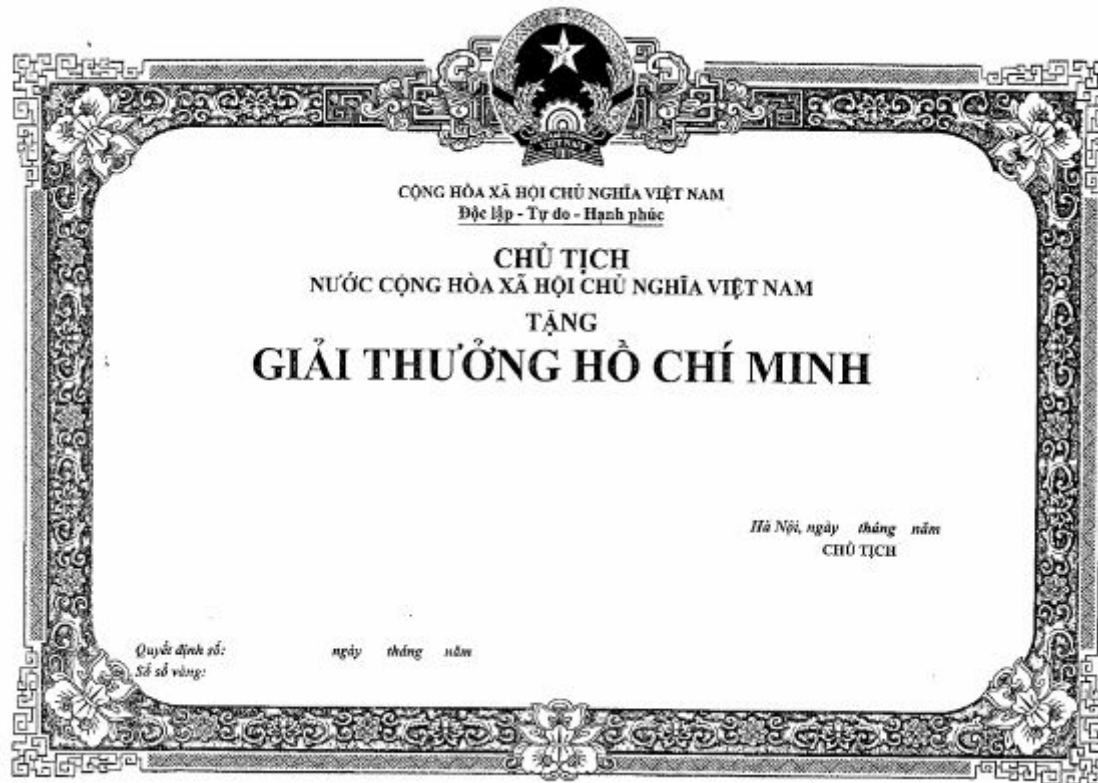 VIỆT NAM
CỘNG HÒA XÃ HỘI CHỦ NGHĨA VIỆT NAM
Độc lập - Tự do - Hạnh phúc
CHỦ TỊCH
NƯỚC CỘNG HÒA XÃ HỘI CHỦ NGHĨA VIỆT NAM
TẶNG
GIẢI THƯỞNG HỒ CHÍ MINH
Hà Nội, ngày tháng năm
CHỦ TỊCH
Quyết định số: ngày tháng năm
Số sổ vàng: